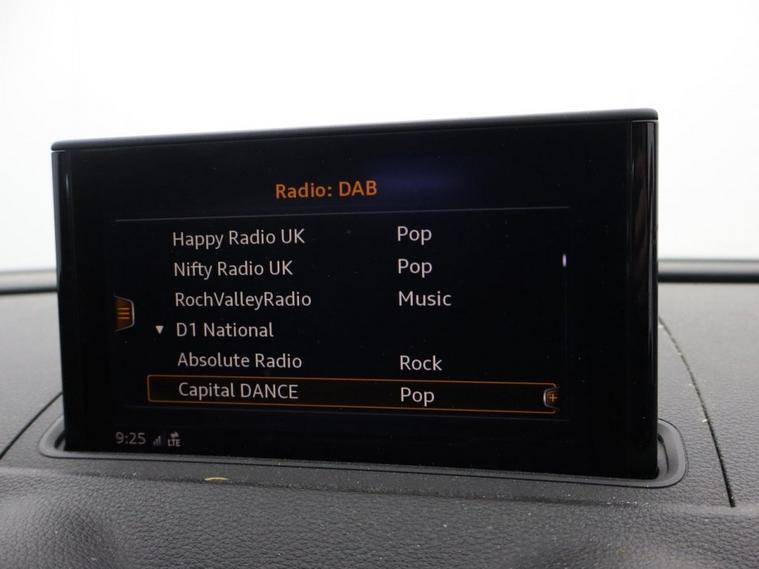 Radio: DAB
Happy Radio UK Pop
Nifty Radio UK Pop
RochValleyRadio Music
▼ D1 National
Absolute Radio Rock
Capital DANCE Pop
9:25 LTE